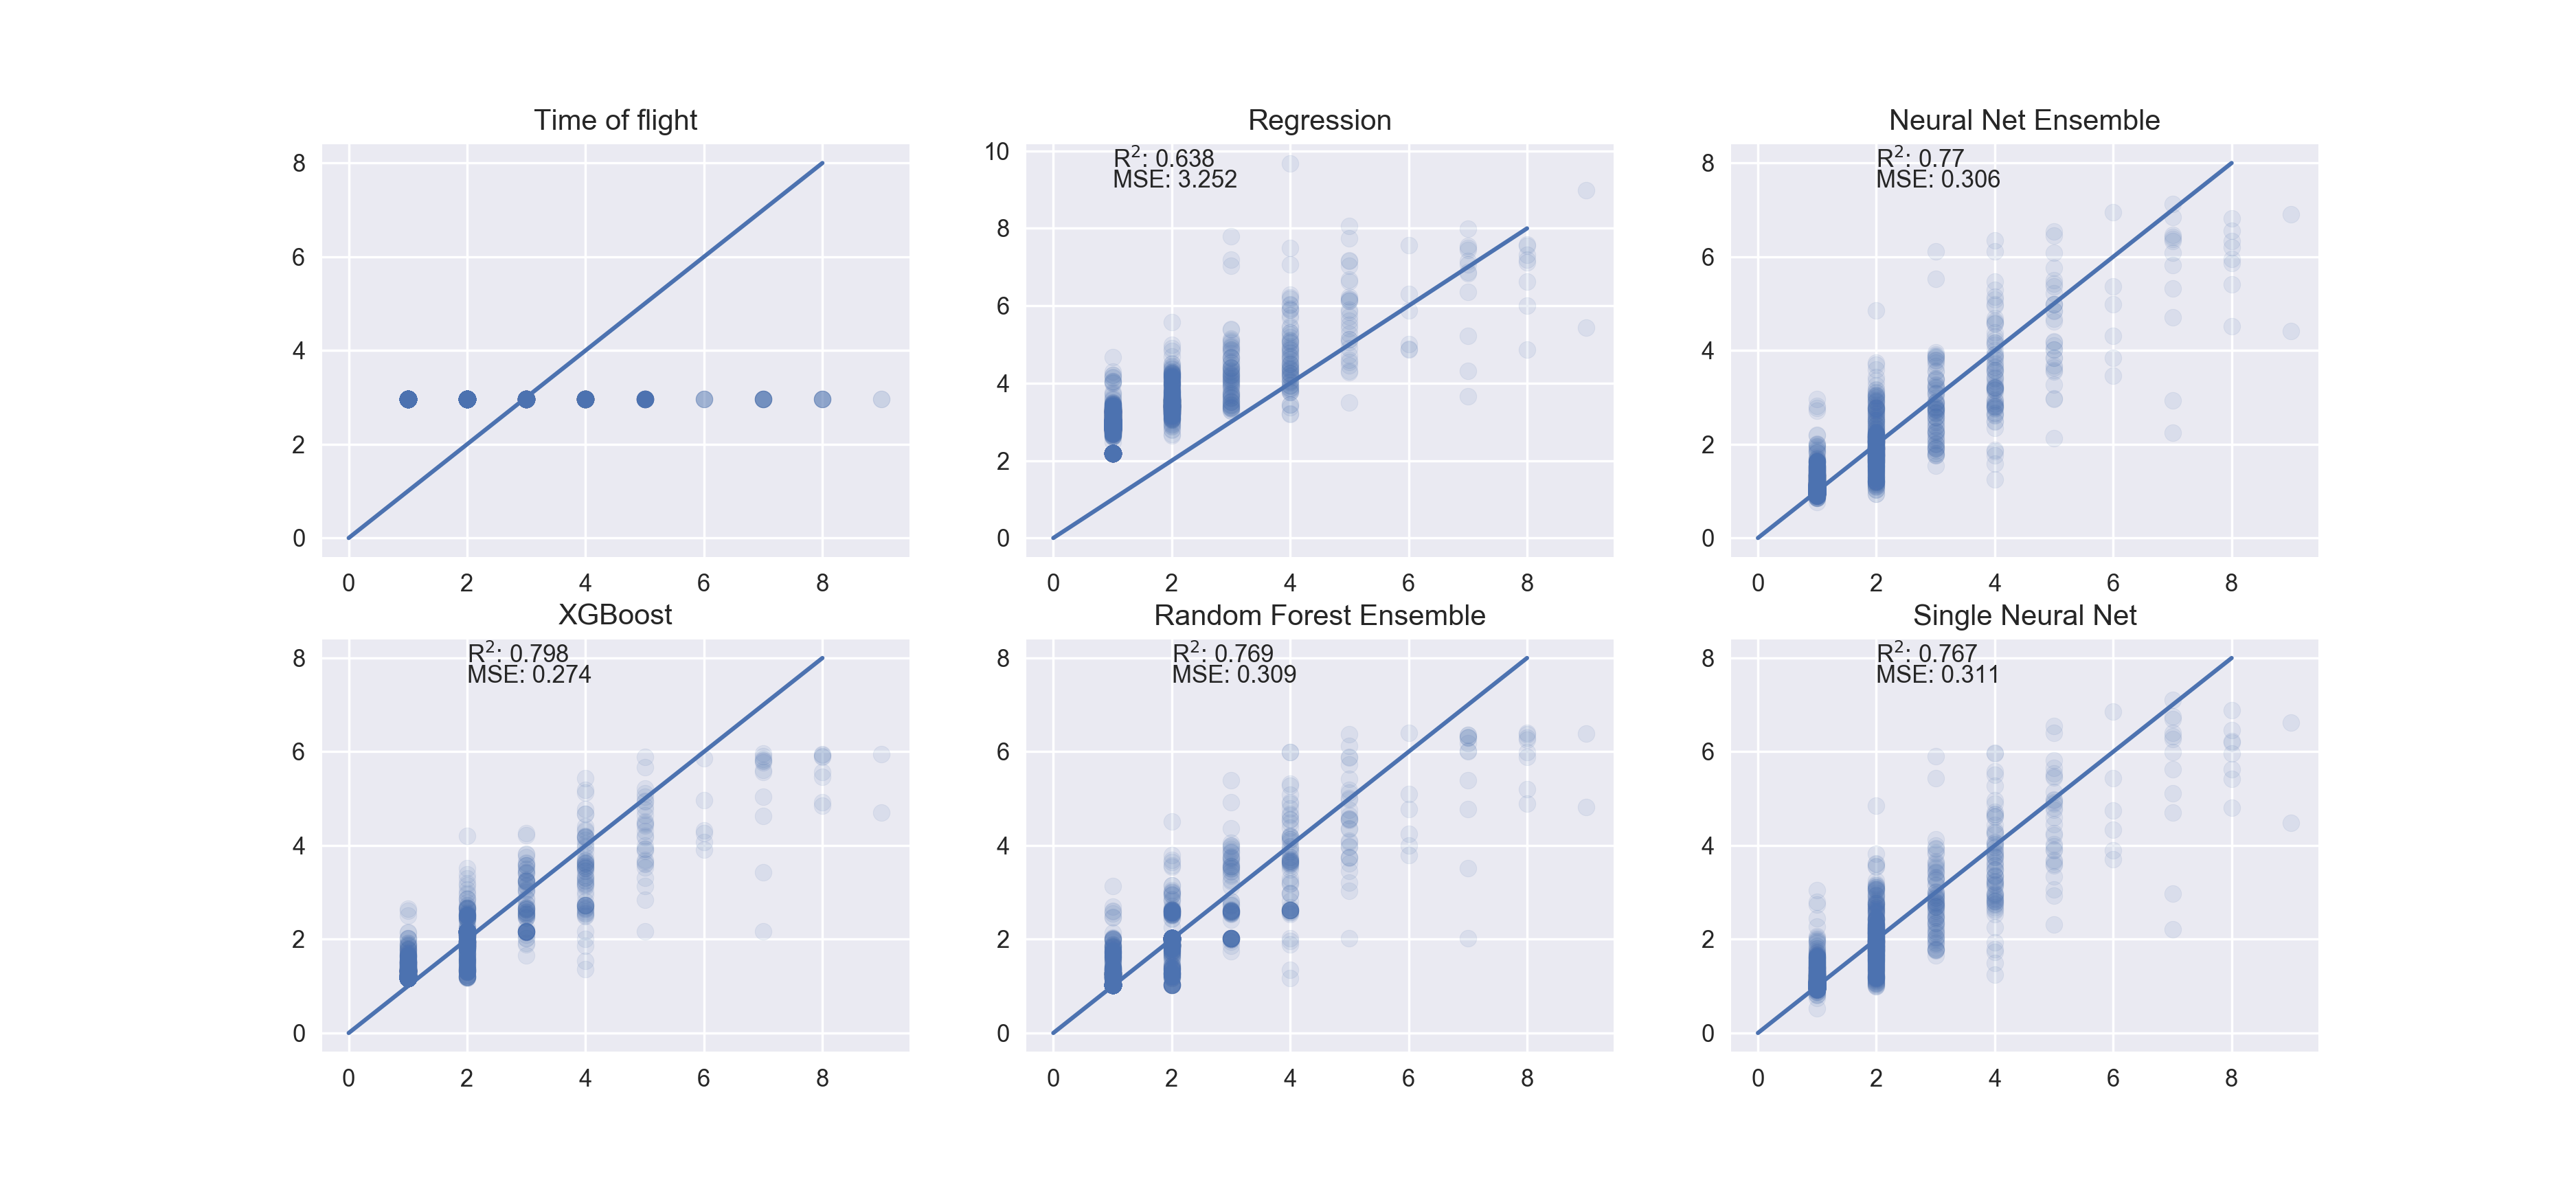 Time of flight
8
6
4
2
0
0 2 4 6 8
Regression
R²: 0.638
MSE: 3.252
10
8
6
4
2
0
0 2 4 6 8
Neural Net Ensemble
R²: 0.77
MSE: 0.306
8
6
4
2
0
0 2 4 6 8
XGBoost
R²: 0.798
MSE: 0.274
8
6
4
2
0
0 2 4 6 8
Random Forest Ensemble
R²: 0.769
MSE: 0.309
8
6
4
2
0
0 2 4 6 8
Single Neural Net
R²: 0.767
MSE: 0.311
8
6
4
2
0
0 2 4 6 8